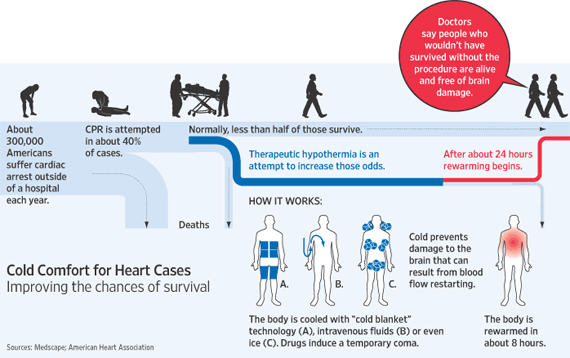 Doctors
say people who
wouldn't have
survived without the
procedure are alive
and free of brain
damage.
About
300,000
Americans
suffer cardiac
arrest outside
of a hospital
each year.
CPR is attempted
in about 40%
of cases.
Normally, less than half of those survive.
Therapeutic hypothermia is an
attempt to increase those odds.
After about 24 hours
rewarming begins.
Deaths
HOW IT WORKS:
A.
B.
C.
Cold prevents
damage to the
brain that can
result from blood
flow restarting.
The body is cooled with "cold blanket"
technology (A), intravenous fluids (B) or even
ice (C). Drugs induce a temporary coma.
The body is
rewarmed in
about 8 hours.
Cold Comfort for Heart Cases
Improving the chances of survival
Sources: Medscape; American Heart Association